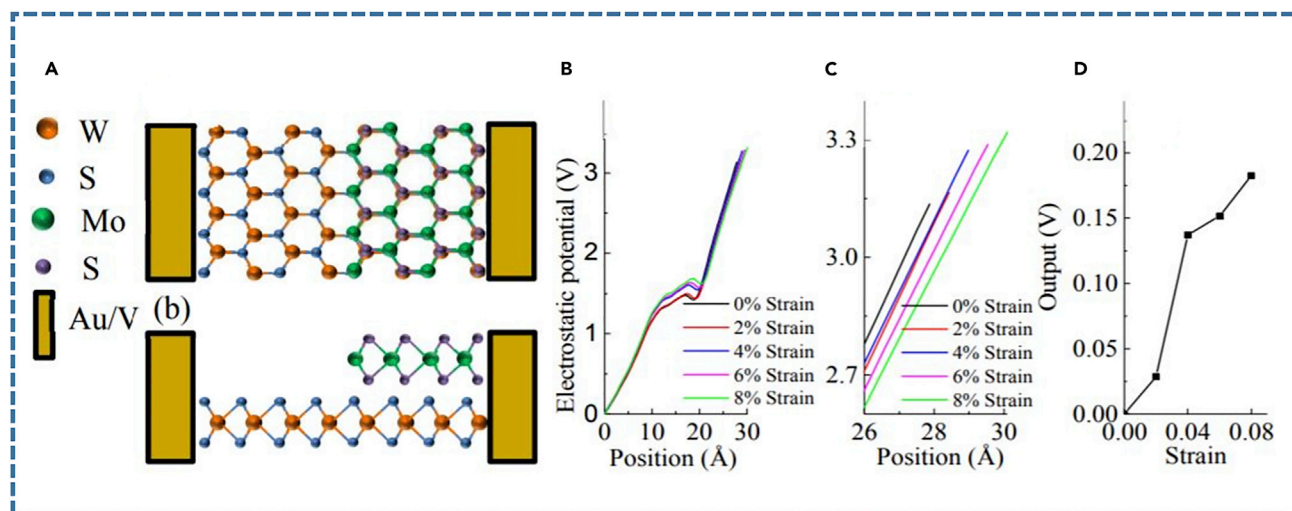 A
W
S
Mo
S
Au/V
(b)
B
Electrostatic potential (V)
3
2
1
0
0 10 20 30
Position (Å)
0% Strain
2% Strain
4% Strain
6% Strain
8% Strain
C
3.3
3.0
2.7
26 28 30
Position (Å)
0% Strain
2% Strain
4% Strain
6% Strain
8% Strain
D
Output (V)
0.20
0.15
0.10
0.05
0.00
0.00 0.04 0.08
Strain